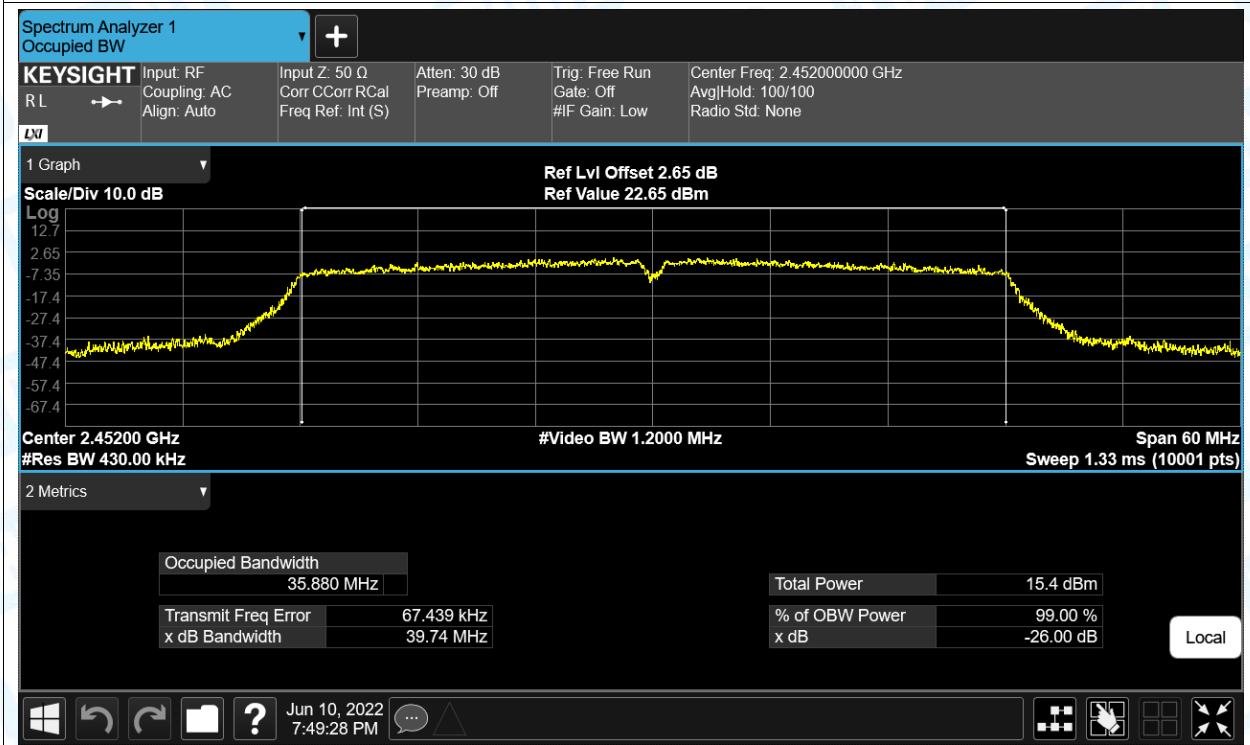 Spectrum Analyzer 1
Occupied BW
KEYSIGHT
R L
LXI
Input: RF
Coupling: AC
Align: Auto
Input Z: 50 Ω
Corr CCorr RCal
Freq Ref: Int (S)
Atten: 30 dB
Preamp: Off
Trig: Free Run
Gate: Off
#IF Gain: Low
Center Freq: 2.452000000 GHz
Avg|Hold: 100/100
Radio Std: None
1 Graph
Scale/Div 10.0 dB
Ref Lvl Offset 2.65 dB
Ref Value 22.65 dBm
Log
12.7
2.65
-7.35
-17.4
-27.4
-37.4
-47.4
-57.4
-67.4
Center 2.45200 GHz
#Video BW 1.2000 MHz
Span 60 MHz
#Res BW 430.00 kHz
Sweep 1.33 ms (10001 pts)
2 Metrics
Occupied Bandwidth
35.880 MHz
Total Power 15.4 dBm
Transmit Freq Error 67.439 kHz
% of OBW Power 99.00 %
x dB Bandwidth 39.74 MHz
x dB -26.00 dB
Local
?
Jun 10, 2022
7:49:28 PM